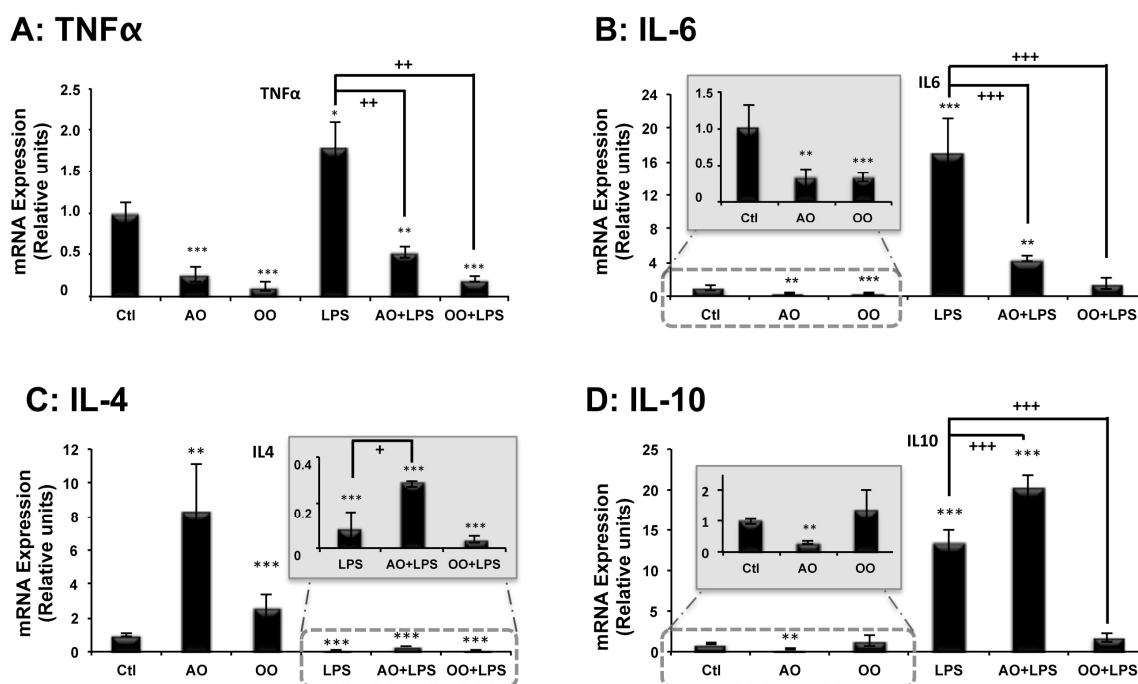 A: TNFα
TNFα
++
++
mRNA Expression
(Relative units)
2.5
2.0
1.5
1.0
0.5
0
*
***
***
**
***
Ctl AO OO LPS AO+LPS OO+LPS
B: IL-6
IL6
+++
+++
mRNA Expression
(Relative units)
24
20
16
12
8
4
0
1.5
1.0
0.5
0
**
***
Ctl AO OO
***
**
**
***
Ctl AO OO LPS AO+LPS OO+LPS
C: IL-4
IL4
mRNA Expression
(Relative units)
12
10
8
6
4
2
0
**
***
0.4
0.2
0
+
***
***
***
LPS AO+LPS OO+LPS
***
***
***
Ctl AO OO LPS AO+LPS OO+LPS
D: IL-10
IL10
+++
+++
mRNA Expression
(Relative units)
25
20
15
10
5
0
2
1
0
**
Ctl AO OO
***
***
**
Ctl AO OO LPS AO+LPS OO+LPS